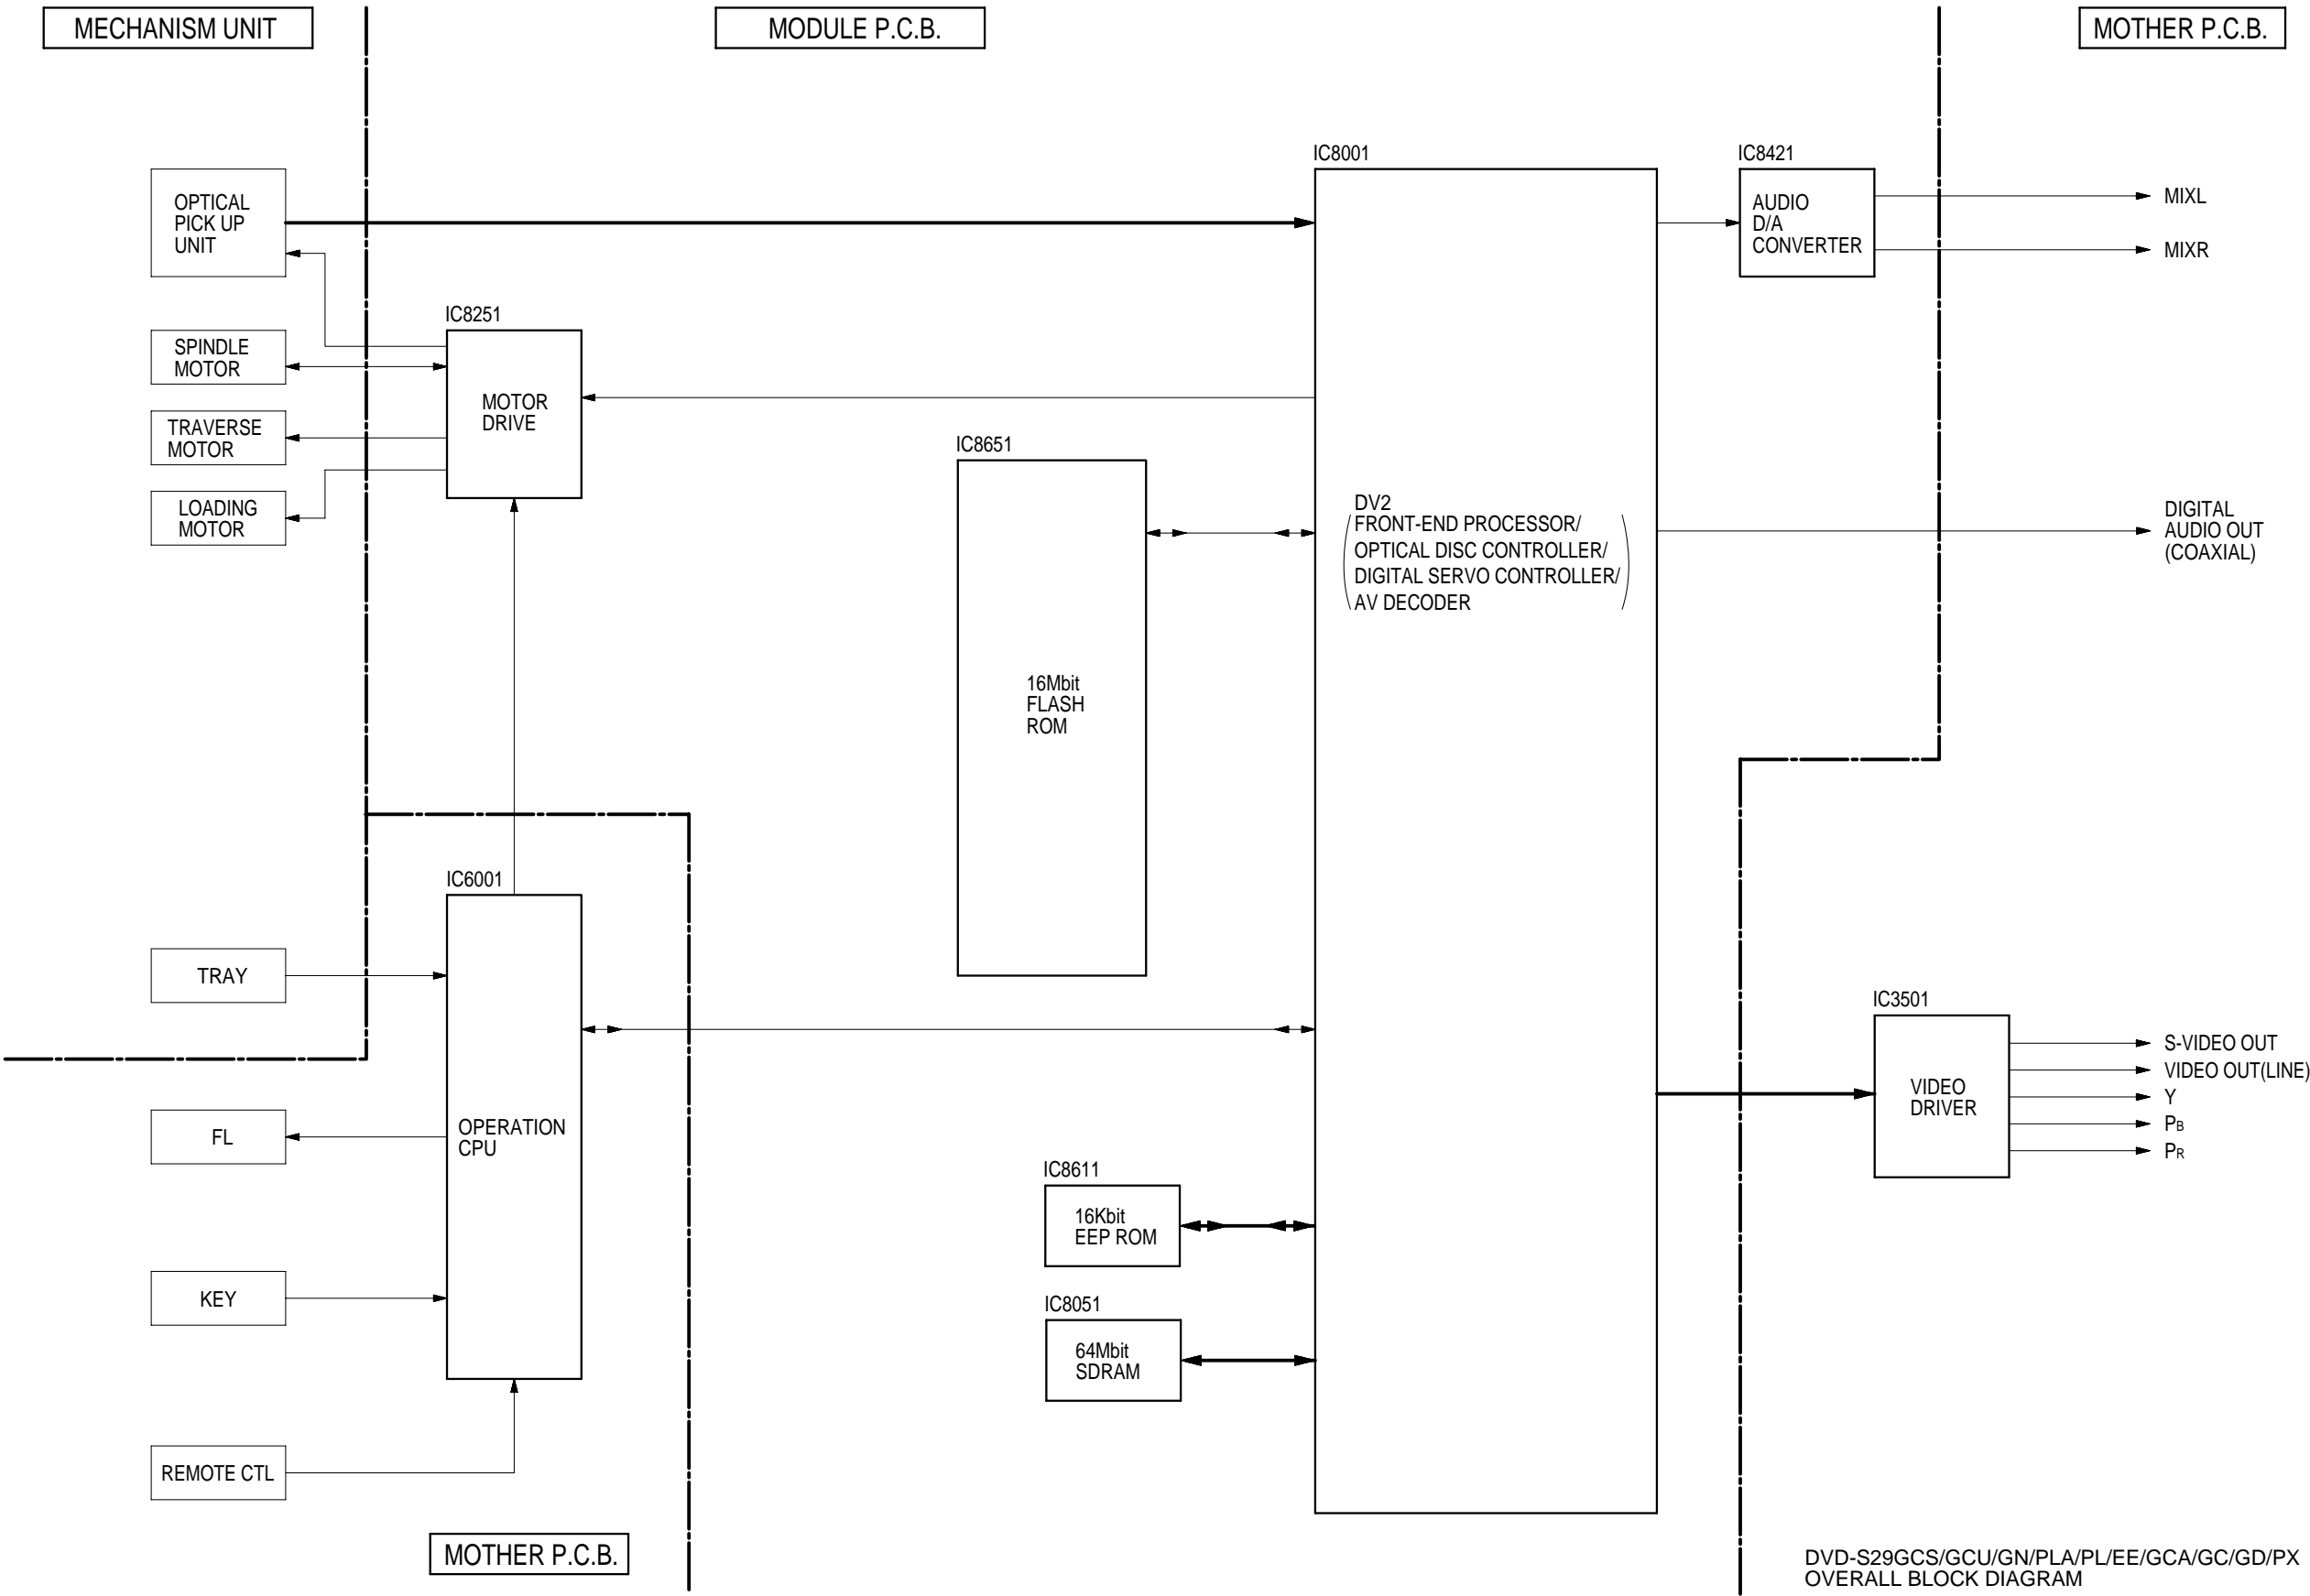 MECHANISM UNIT
MODULE P.C.B.
MOTHER P.C.B.
OPTICAL
PICK UP
UNIT
SPINDLE
MOTOR
TRAVERSE
MOTOR
LOADING
MOTOR
IC8251
MOTOR
DRIVE
IC8651
16Mbit
FLASH
ROM
IC8001
DV2
FRONT-END PROCESSOR/
OPTICAL DISC CONTROLLER/
DIGITAL SERVO CONTROLLER/
AV DECODER
IC8421
AUDIO
D/A
CONVERTER
MIXL
MIXR
DIGITAL
AUDIO OUT
(COAXIAL)
TRAY
FL
KEY
REMOTE CTL
IC6001
OPERATION
CPU
IC8611
16Kbit
EEP ROM
IC8051
64Mbit
SDRAM
IC3501
VIDEO
DRIVER
S-VIDEO OUT
VIDEO OUT(LINE)
Y
PB
PR
MOTHER P.C.B.
DVD-S29GCS/GCU/GN/PLA/PL/EE/GCA/GC/GD/PX
OVERALL BLOCK DIAGRAM